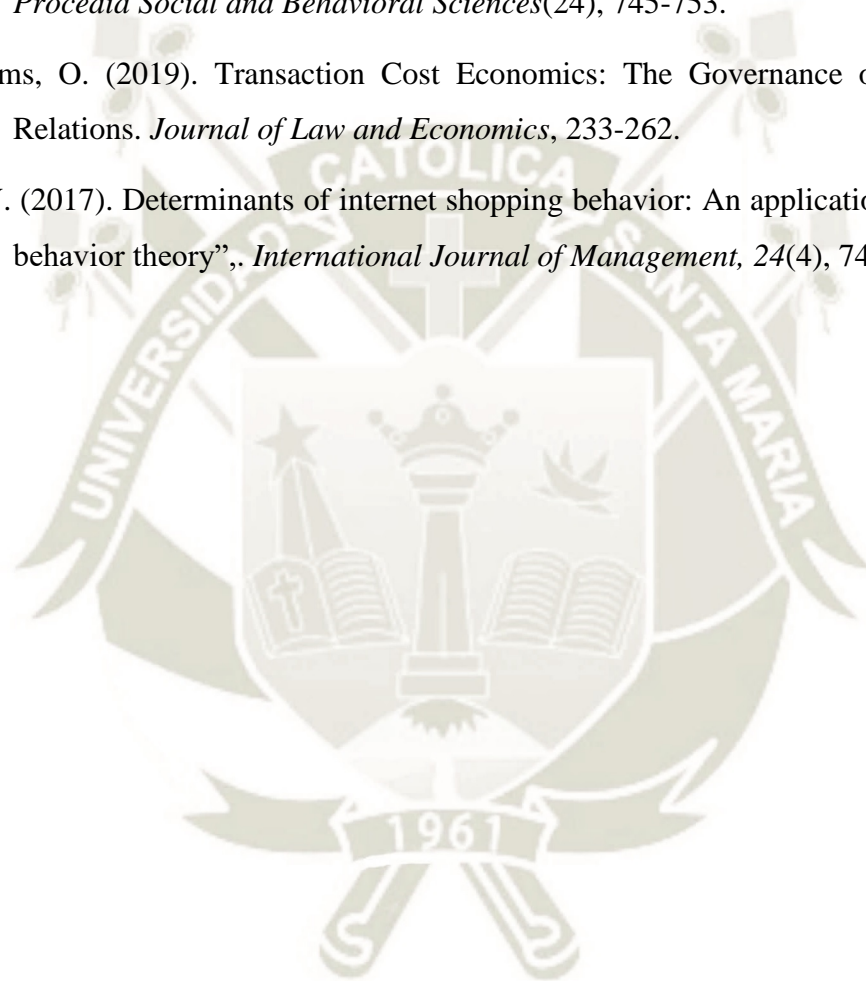 Procedia Social and Behavioral Sciences(24), 745-753.
ms, O. (2019). Transaction Cost Economics: The Governance o
Relations. Journal of Law and Economics, 233-262.
. (2017). Determinants of internet shopping behavior: An applicatio
behavior theory”,. International Journal of Management, 24(4), 74
UNIVERSIDAD CATOLICA SANTA MARIA
1961